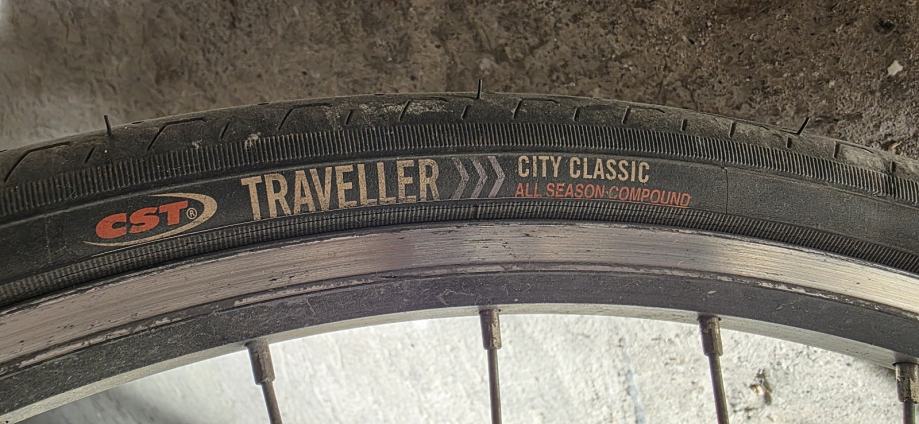 CST®
TRAVELLER
CITY CLASSIC
ALL SEASON COMPOUND